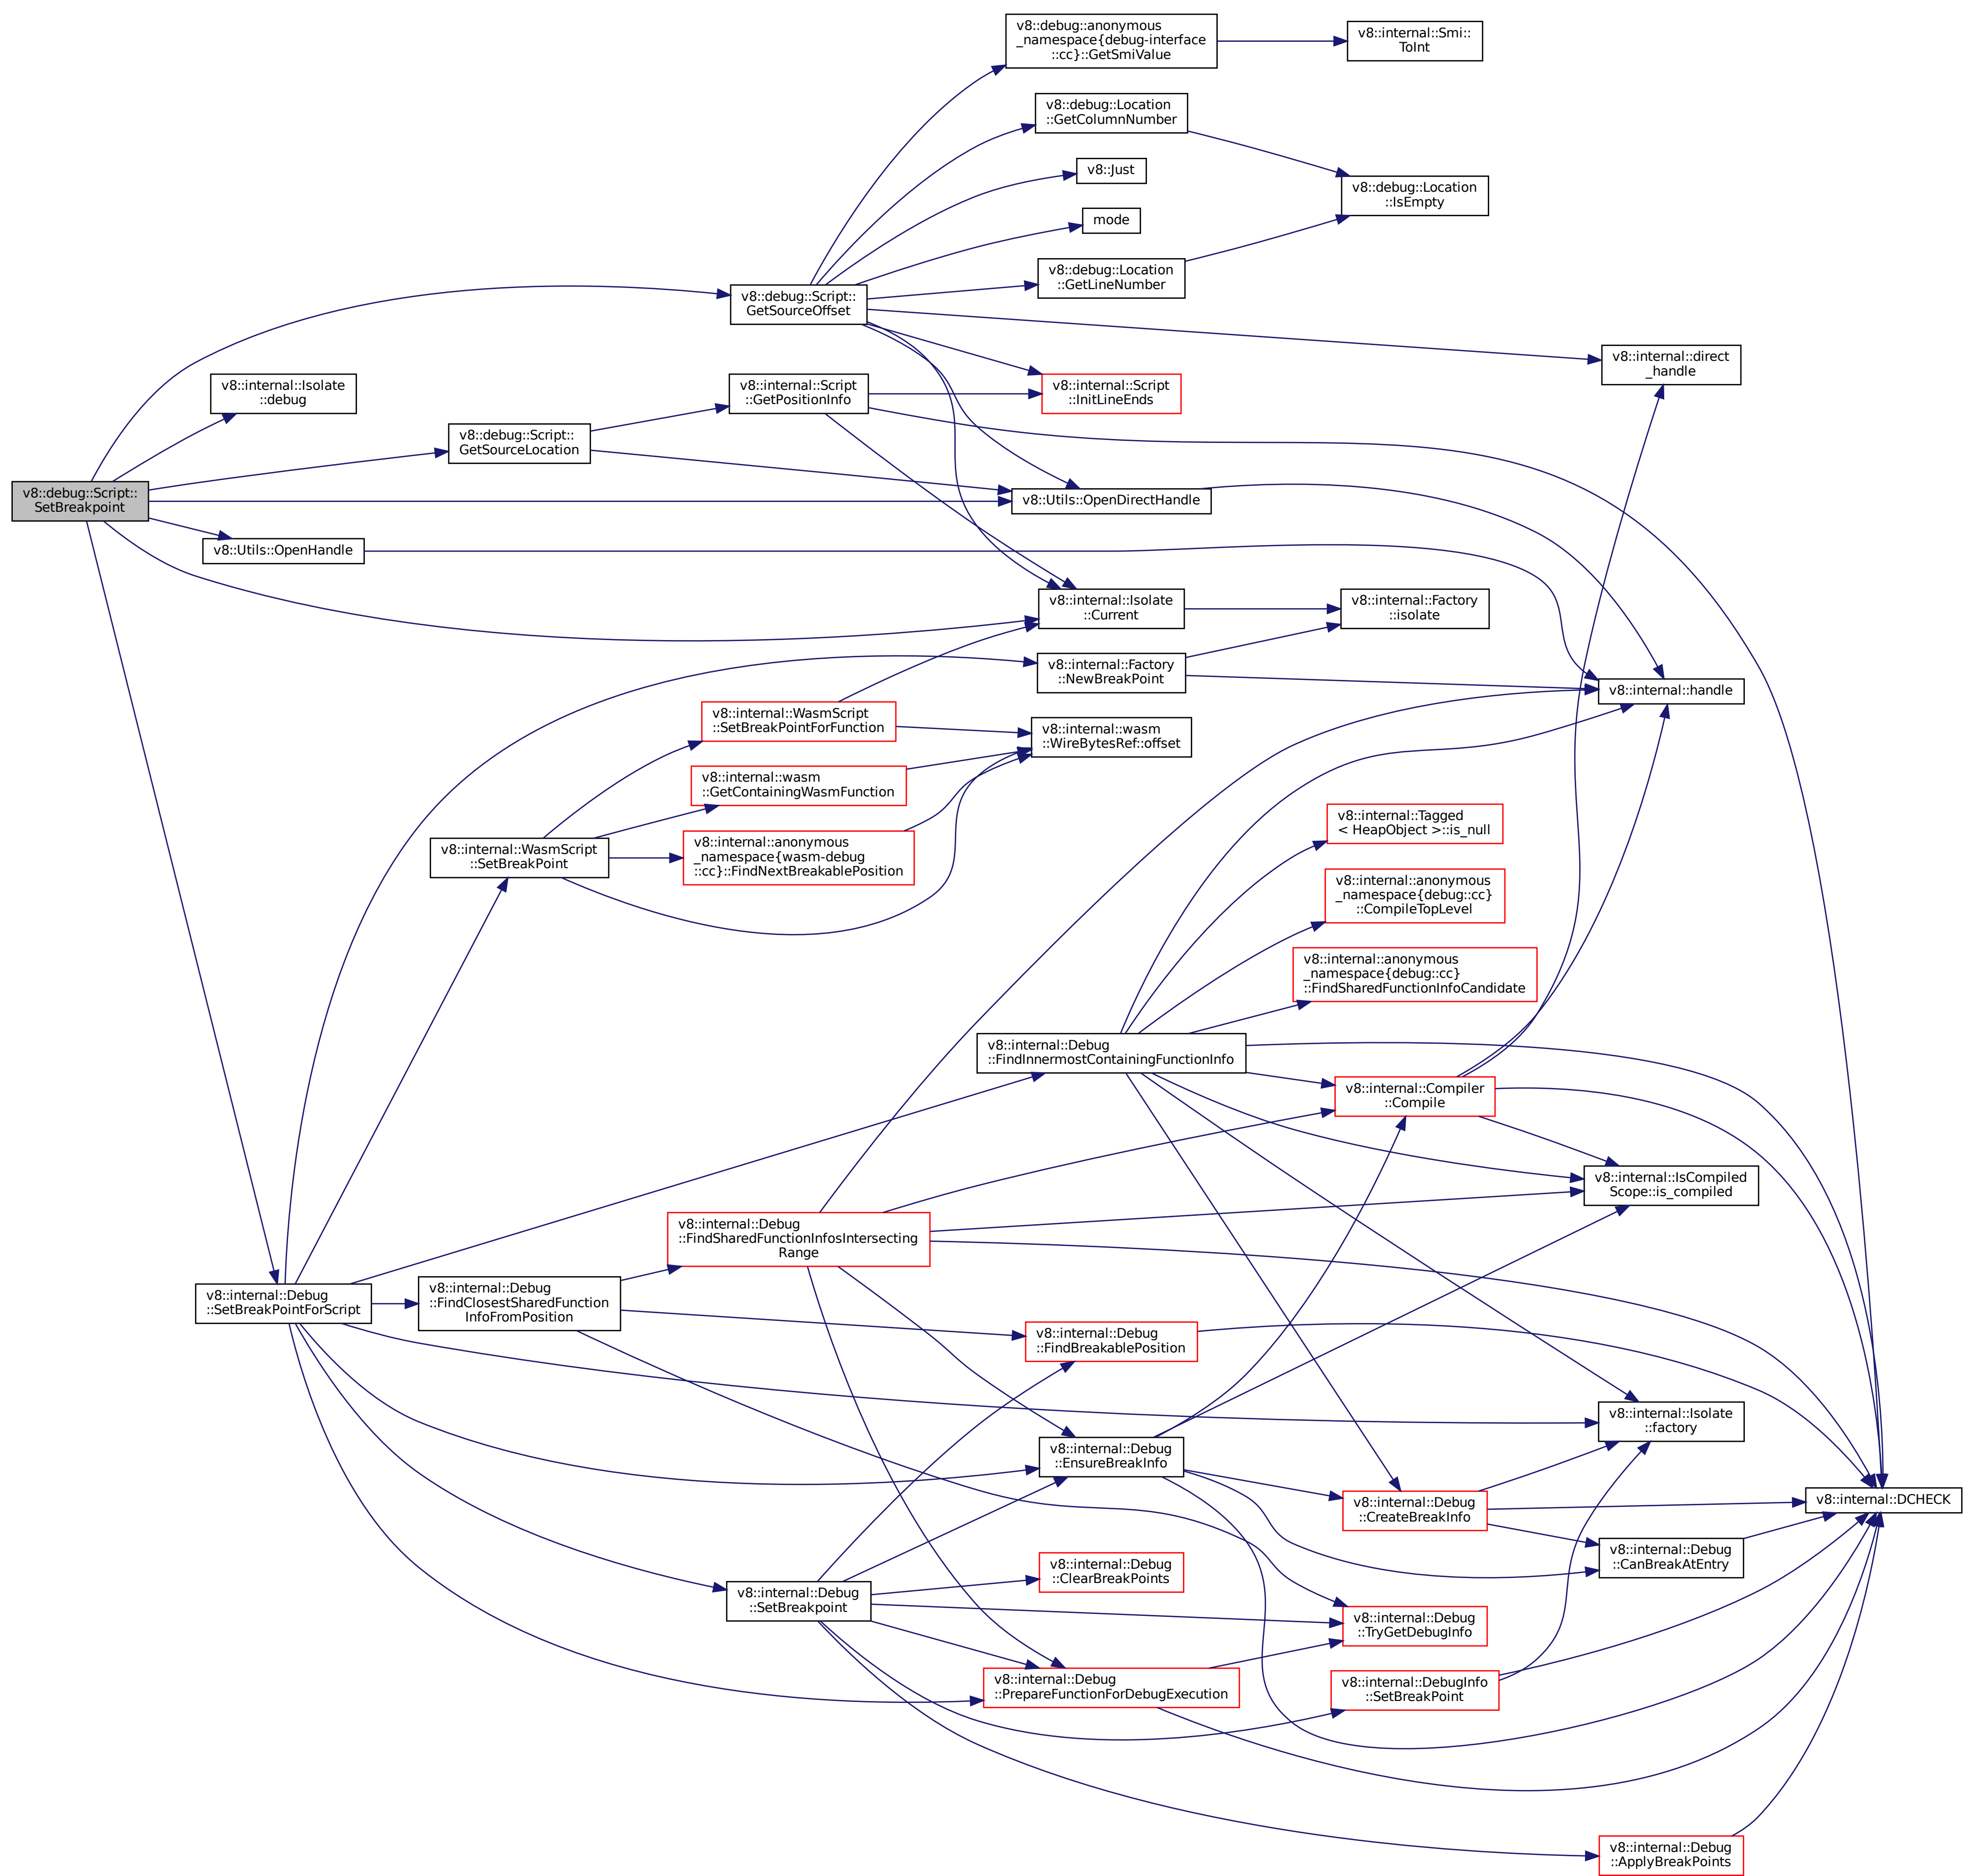 v8::debug::anonymous
_namespace{debug-interface
::cc}::GetSmiValue
v8::internal::Smi::
ToInt
v8::debug::Location
::GetColumnNumber
v8::Just
v8::debug::Location
::IsEmpty
mode
v8::debug::Location
::GetLineNumber
v8::debug::Script::
GetSourceOffset
v8::internal::direct
_handle
v8::internal::Isolate
::debug
v8::internal::Script
::GetPositionInfo
v8::internal::Script
::InitLineEnds
v8::debug::Script::
GetSourceLocation
v8::debug::Script::
SetBreakpoint
v8::Utils::OpenDirectHandle
v8::Utils::OpenHandle
v8::internal::Isolate
::Current
v8::internal::Factory
::isolate
v8::internal::Factory
::NewBreakPoint
v8::internal::handle
v8::internal::WasmScript
::SetBreakPointForFunction
v8::internal::wasm
::WireBytesRef::offset
v8::internal::wasm
::GetContainingWasmFunction
v8::internal::WasmScript
::SetBreakPoint
v8::internal::anonymous
_namespace{wasm-debug
::cc}::FindNextBreakablePosition
v8::internal::Tagged
< HeapObject >::is_null
v8::internal::anonymous
_namespace{debug::cc}
::CompileTopLevel
v8::internal::anonymous
_namespace{debug::cc}
::FindSharedFunctionInfoCandidate
v8::internal::Debug
::FindInnermostContainingFunctionInfo
v8::internal::Compiler
::Compile
v8::internal::IsCompiled
Scope::is_compiled
v8::internal::Debug
::FindSharedFunctionInfosIntersecting
Range
v8::internal::Debug
::SetBreakPointForScript
v8::internal::Debug
::FindClosestSharedFunction
InfoFromPosition
v8::internal::Debug
::FindBreakablePosition
v8::internal::Isolate
::factory
v8::internal::Debug
::EnsureBreakInfo
v8::internal::Debug
::CreateBreakInfo
v8::internal::DCHECK
v8::internal::Debug
::CanBreakAtEntry
v8::internal::Debug
::ClearBreakPoints
v8::internal::Debug
::SetBreakpoint
v8::internal::Debug
::TryGetDebugInfo
v8::internal::Debug
::PrepareFunctionForDebugExecution
v8::internal::DebugInfo
::SetBreakPoint
v8::internal::Debug
::ApplyBreakPoints